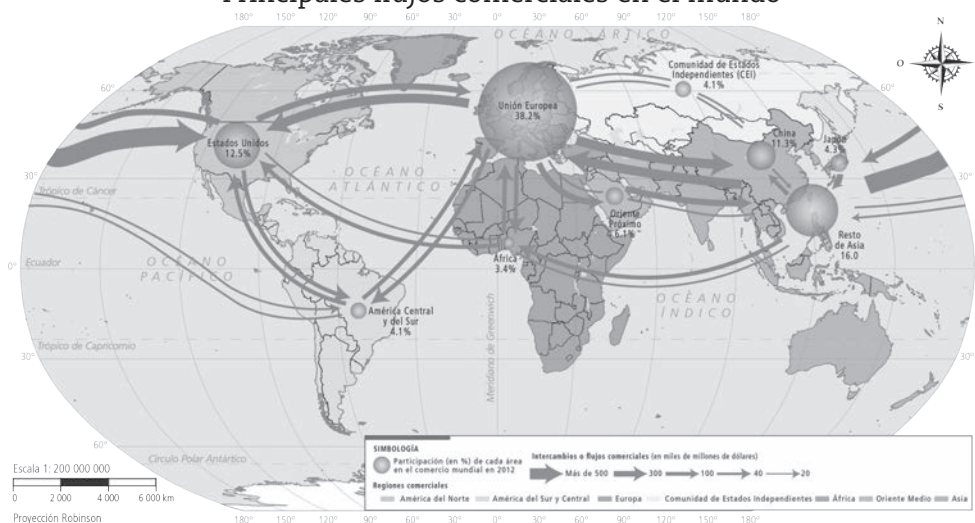 Principales flujos comerciales en el mundo
180° 150° 120° 90° 60° 30° 0° 30° 60° 90° 120° 150° 180°
OCÉANO ÁRTICO
N
O
S
60°
60°
Comunidad de Estados
Independientes (CEI)
4.1%
Unión Europea
38.2%
Estados Unidos
12.5%
China
11.3%
Japón
4.3%
OCÉANO
ATLÁNTICO
30°
30°
Trópico de Cáncer
Oriente
Próximo
6.1%
Resto
de Asia
16.0
África
3.4%
OCÉANO
PACÍFICO
Ecuador
0°
0°
OCÉANO
ÍNDICO
América Central
y del Sur
4.1%
Meridiano de Greenwich
Trópico de Capricornio
30°
30°
60°
60°
Círculo Polar Antártico
Escala 1: 200 000 000
0 2 000 4 000 6 000 km
Proyección Robinson
SIMBOLOGÍA
Participación (en %) de cada área
en el comercio mundial en 2012
Intercambios o flujos comerciales (en miles de millones de dólares)
Más de 500 300 100 40 20
Regiones comerciales
América del Norte América del Sur y Central Europa Comunidad de Estados Independientes África Oriente Medio Asia
180° 150° 120° 90° 60° 30° 0° 30° 60° 90° 120° 150° 180°